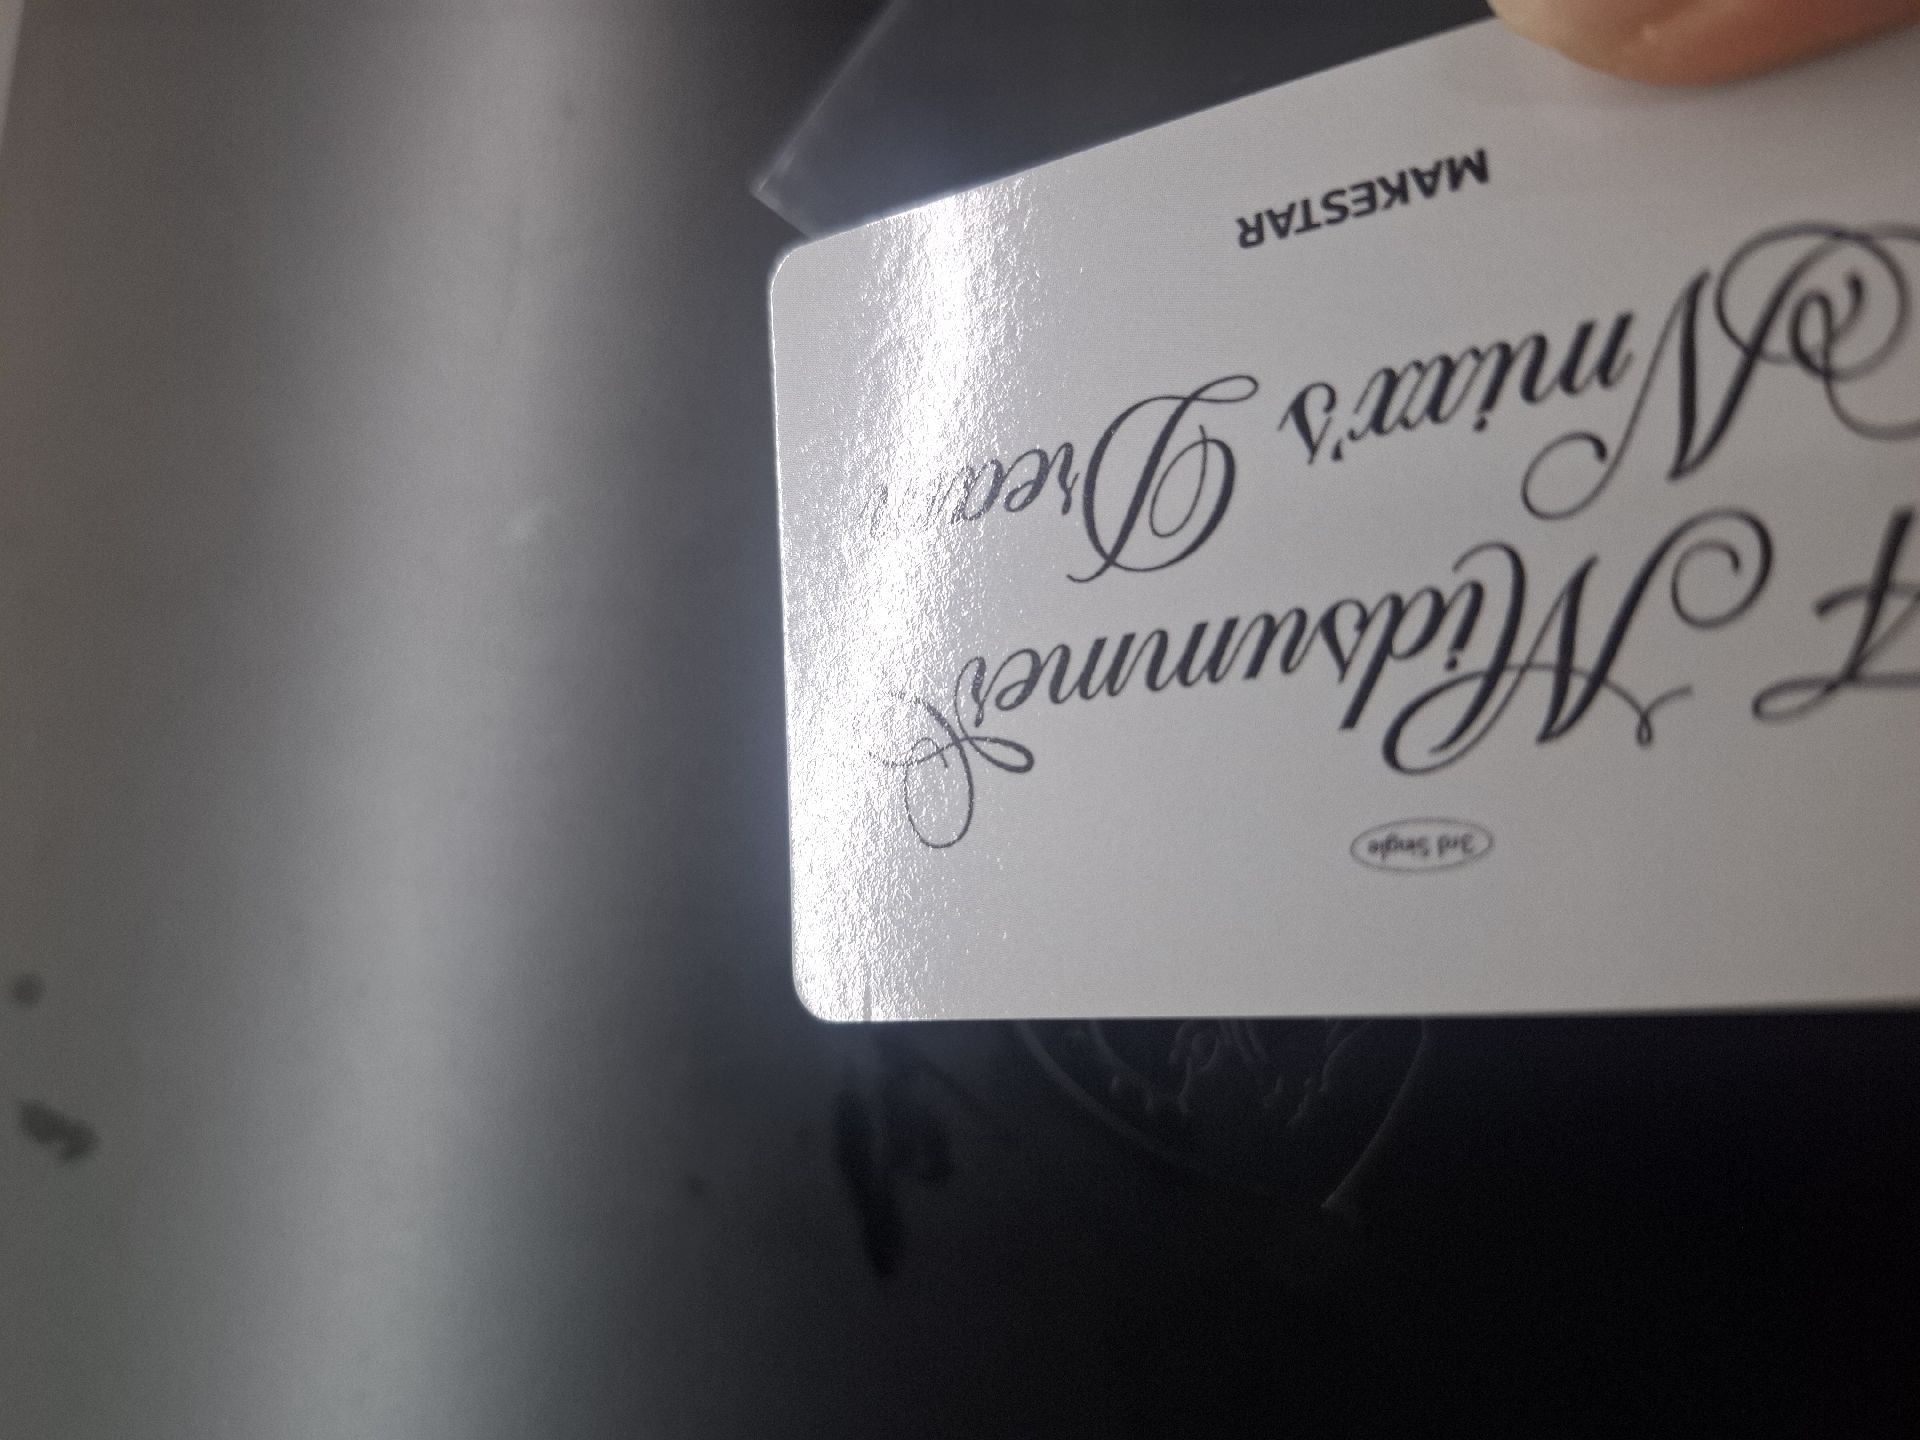 3rd Single
A Midsummer
Nmixx's Dream
MAKESTAR